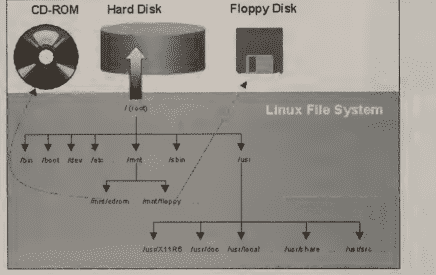 CD-ROM Hard Disk Floppy Disk
/ (root)
Linux File System
/bin /boot /dev /etc /mnt /sbin /usr
/mnt/cdrom /mnt/floppy
/usr/X11R6 /usr/doc /usr/local /usr/share /usr/src